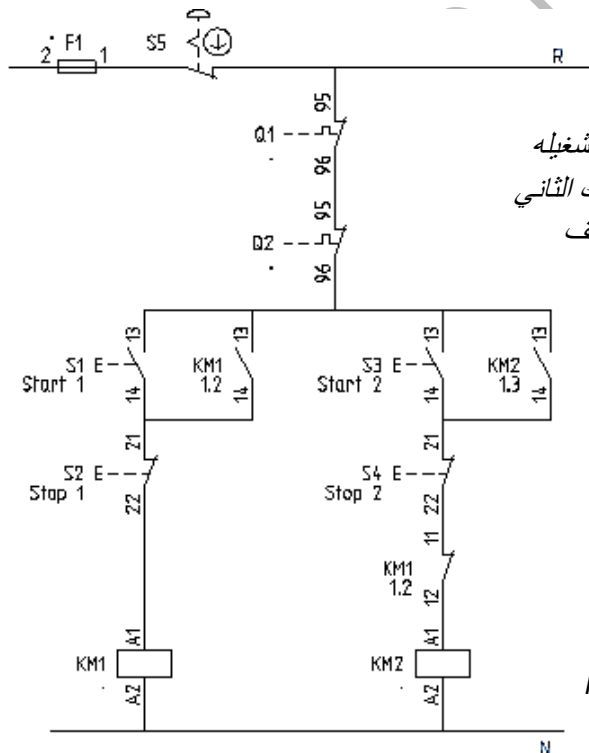 F1
2 1
S5
R
95
Q1
96
شغيله
95
الثاني
Q2
96
13 13 13 13
S1 E KM1 S3 E KM2
Start 1 1.2 Start 2 1.3
14 14 14 14
21 21
S2 E S4 E
Stop 1 Stop 2
22 22
11
KM1
1.2
12
A1 A1
KM1 KM2
A2 A2
N